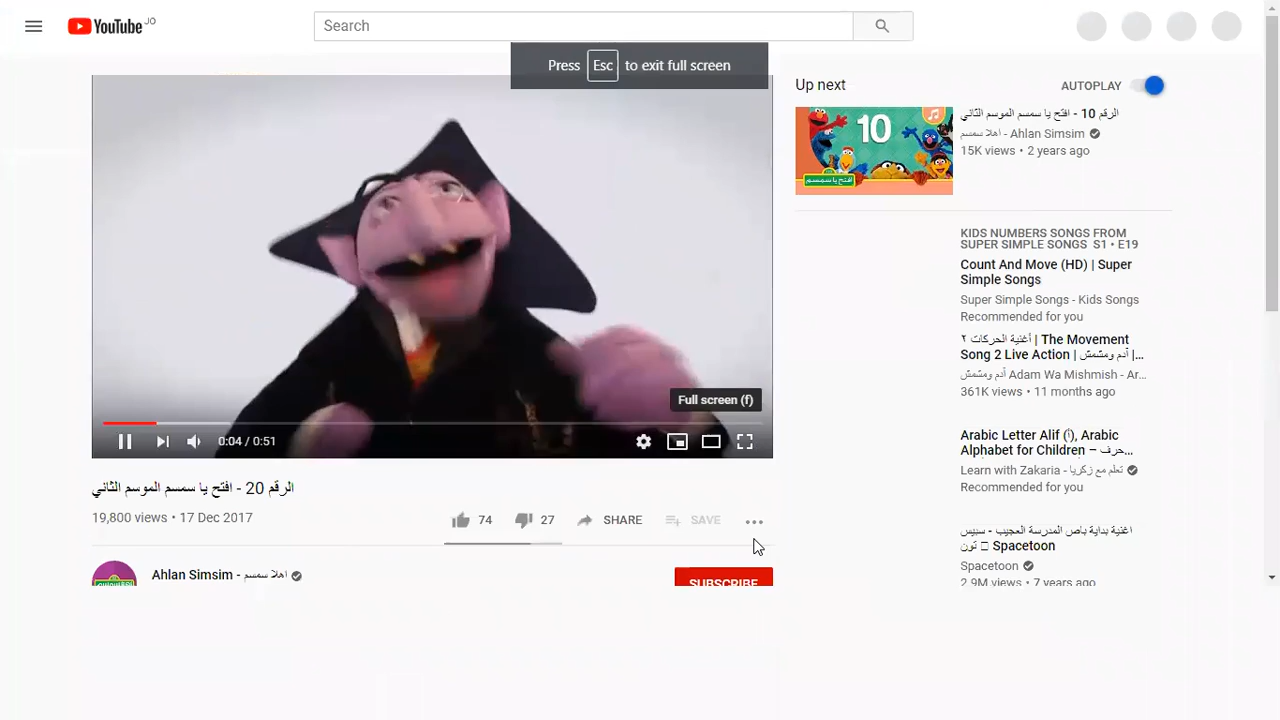 YouTube JO
Search
Press Esc to exit full screen
Full screen (f)
0:04 / 0:51
الرقم 20 - افتح يا سمسم الموسم الثاني
19,800 views • 17 Dec 2017
74
27
SHARE
SAVE
Ahlan Simsim - اهلا سمسم
SUBSCRIBE
Up next
AUTOPLAY
10
افتح يا سمسم
الرقم 10 - افتح يا سمسم الموسم الثاني
اهلا سمسم - Ahlan Simsim
15K views • 2 years ago
KIDS NUMBERS SONGS FROM
SUPER SIMPLE SONGS S1 • E19
Count And Move (HD) | Super
Simple Songs
Super Simple Songs - Kids Songs
Recommended for you
أغنية الحركات ٢ | The Movement
Song 2 Live Action | آدم ومشمش |...
آدم ومشمش Adam Wa Mishmish - Ar...
361K views • 11 months ago
Arabic Letter Alif (أ), Arabic
Alphabet for Children – حرف...
Learn with Zakaria - تعلم مع زكريا
Recommended for you
اغنية بداية باص المدرسة العجيب - سبيس
تون Spacetoon
Spacetoon
2.9M views • 7 years ago